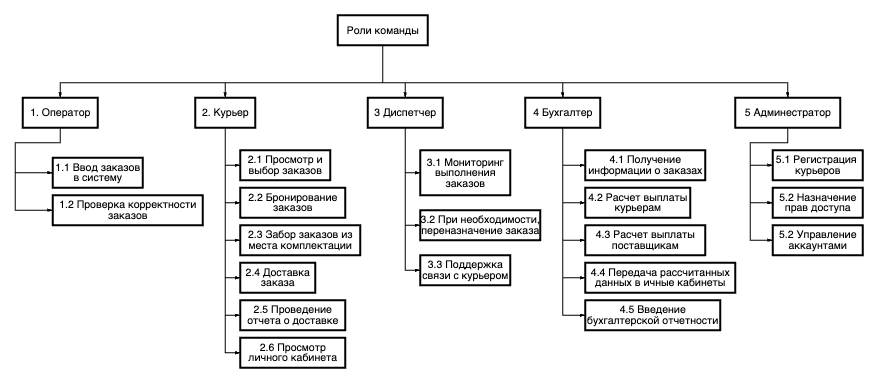 Роли команды
1. Оператор
2. Курьер
3 Диспетчер
4 Бухгалтер
5 Админестратор
1.1 Ввод заказов
в систему
1.2 Проверка корректности
заказов
2.1 Просмотр и
выбор заказов
2.2 Бронирование
заказов
2.3 Забор заказов из
места комплектации
2.4 Доставка
заказа
2.5 Проведение
отчета о доставке
2.6 Просмотр
личного кабинета
3.1 Мониторинг
выполнения
заказов
3.2 При необходимости,
переназначение заказа
3.3 Поддержка
связи с курьером
4.1 Получение
информации о заказах
4.2 Расчет выплаты
курьерам
4.3 Расчет выплаты
поставщикам
4.4 Передача рассчитанных
данных в ичные кабинеты
4.5 Введение
бухгалтерской отчетности
5.1 Регистрация
курьеров
5.2 Назначение
прав доступа
5.2 Управление
аккаунтами